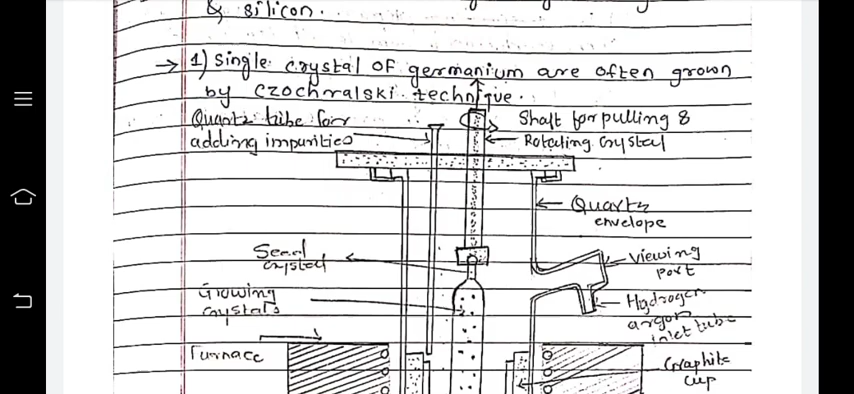 & silicon.
→ 1) Single crystal of germanium are often grown
by czochralski technique.
Quartz tube for
adding impurities
Shaft for pulling &
Rotating crystal
Quartz
envelope
Seed
crystal
viewing
port
Growing
crystals
Hydrogen
argon
inlet tube
Furnace
Graphite
cup